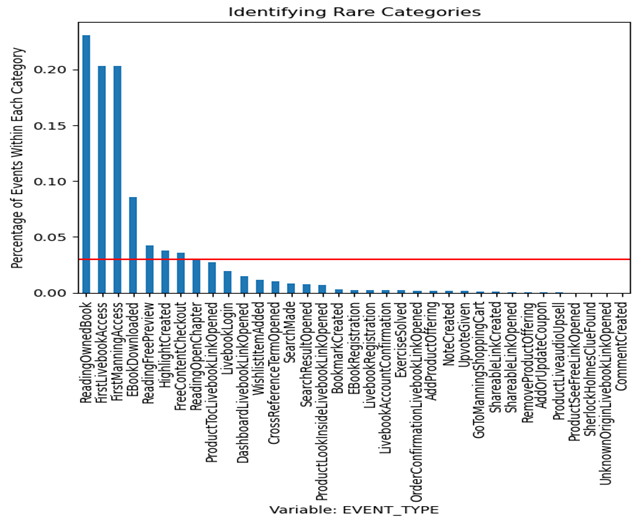 Identifying Rare Categories
Percentage of Events Within Each Category
0.20
0.15
0.10
0.05
0.00
ReadingOwnedBook
FirstLivebookAccess
FirstManningAccess
EBookDownloaded
ReadingFreePreview
HighlightCreated
FreeContentCheckout
ReadingOpenChapter
ProductTocLivebookLinkOpened
LivebookLogin
DashboardLivebookLinkOpened
WishlistItemAdded
CrossReferenceTermOpened
SearchMade
SearchResultOpened
ProductLookInsideLivebookLinkOpened
BookmarkCreated
EBookRegistration
LivebookRegistration
LivebookAccountConfirmation
ExerciseSolved
OrderConfirmationLivebookLinkOpened
AddProductOffering
NoteCreated
UpvoteGiven
GoToManningShoppingCart
ShareableLinkCreated
ShareableLinkOpened
RemoveProductOffering
AddOrUpdateCoupon
ProductLiveaudioUpsell
ProductSeeFreeLinkOpened
SherlockHolmesClueFound
UnknownOriginLivebookLinkOpened
CommentCreated
Variable: EVENT_TYPE